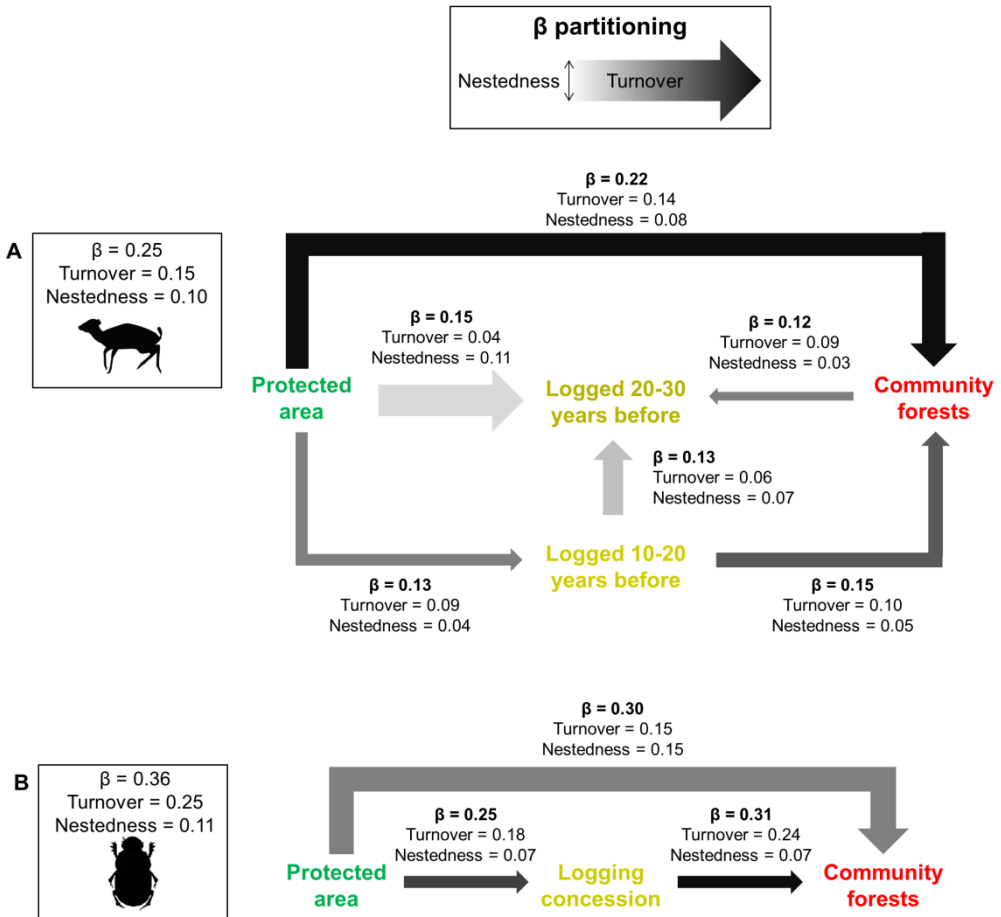 β partitioning
Nestedness
Turnover
β = 0.22
Turnover = 0.14
Nestedness = 0.08
A
β = 0.25
Turnover = 0.15
Nestedness = 0.10
β = 0.15
Turnover = 0.04
Nestedness = 0.11
β = 0.12
Turnover = 0.09
Nestedness = 0.03
Protected
area
Logged 20-30
years before
Community
forests
β = 0.13
Turnover = 0.06
Nestedness = 0.07
Logged 10-20
years before
β = 0.13
Turnover = 0.09
Nestedness = 0.04
β = 0.15
Turnover = 0.10
Nestedness = 0.05
β = 0.30
Turnover = 0.15
Nestedness = 0.15
B
β = 0.36
Turnover = 0.25
Nestedness = 0.11
β = 0.25
Turnover = 0.18
Nestedness = 0.07
β = 0.31
Turnover = 0.24
Nestedness = 0.07
Protected
area
Logging
concession
Community
forests